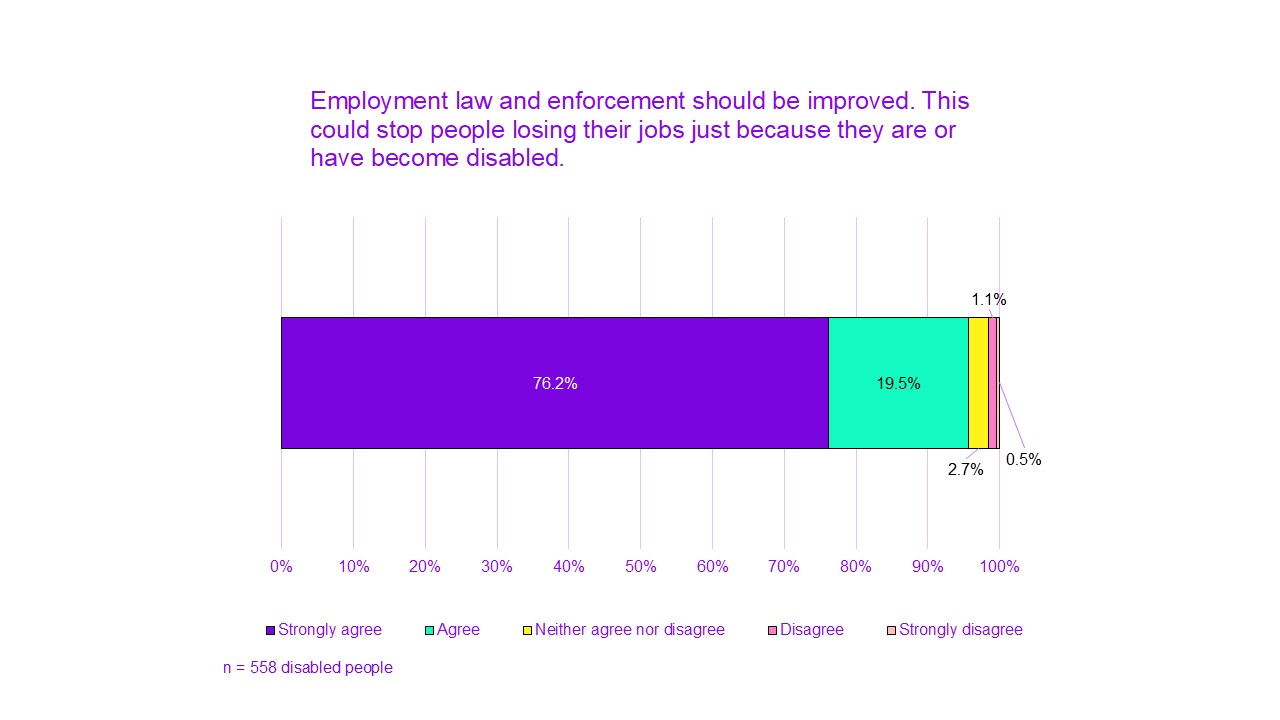 Employment law and enforcement should be improved. This
could stop people losing their jobs just because they are or
have become disabled.
1.1%
76.2%
19.5%
0.5%
2.7%
0%
10%
20%
30%
40%
50%
60%
70%
80%
90%
100%
Strongly agree
Agree
Neither agree nor disagree
Disagree
Strongly disagree
n = 558 disabled people